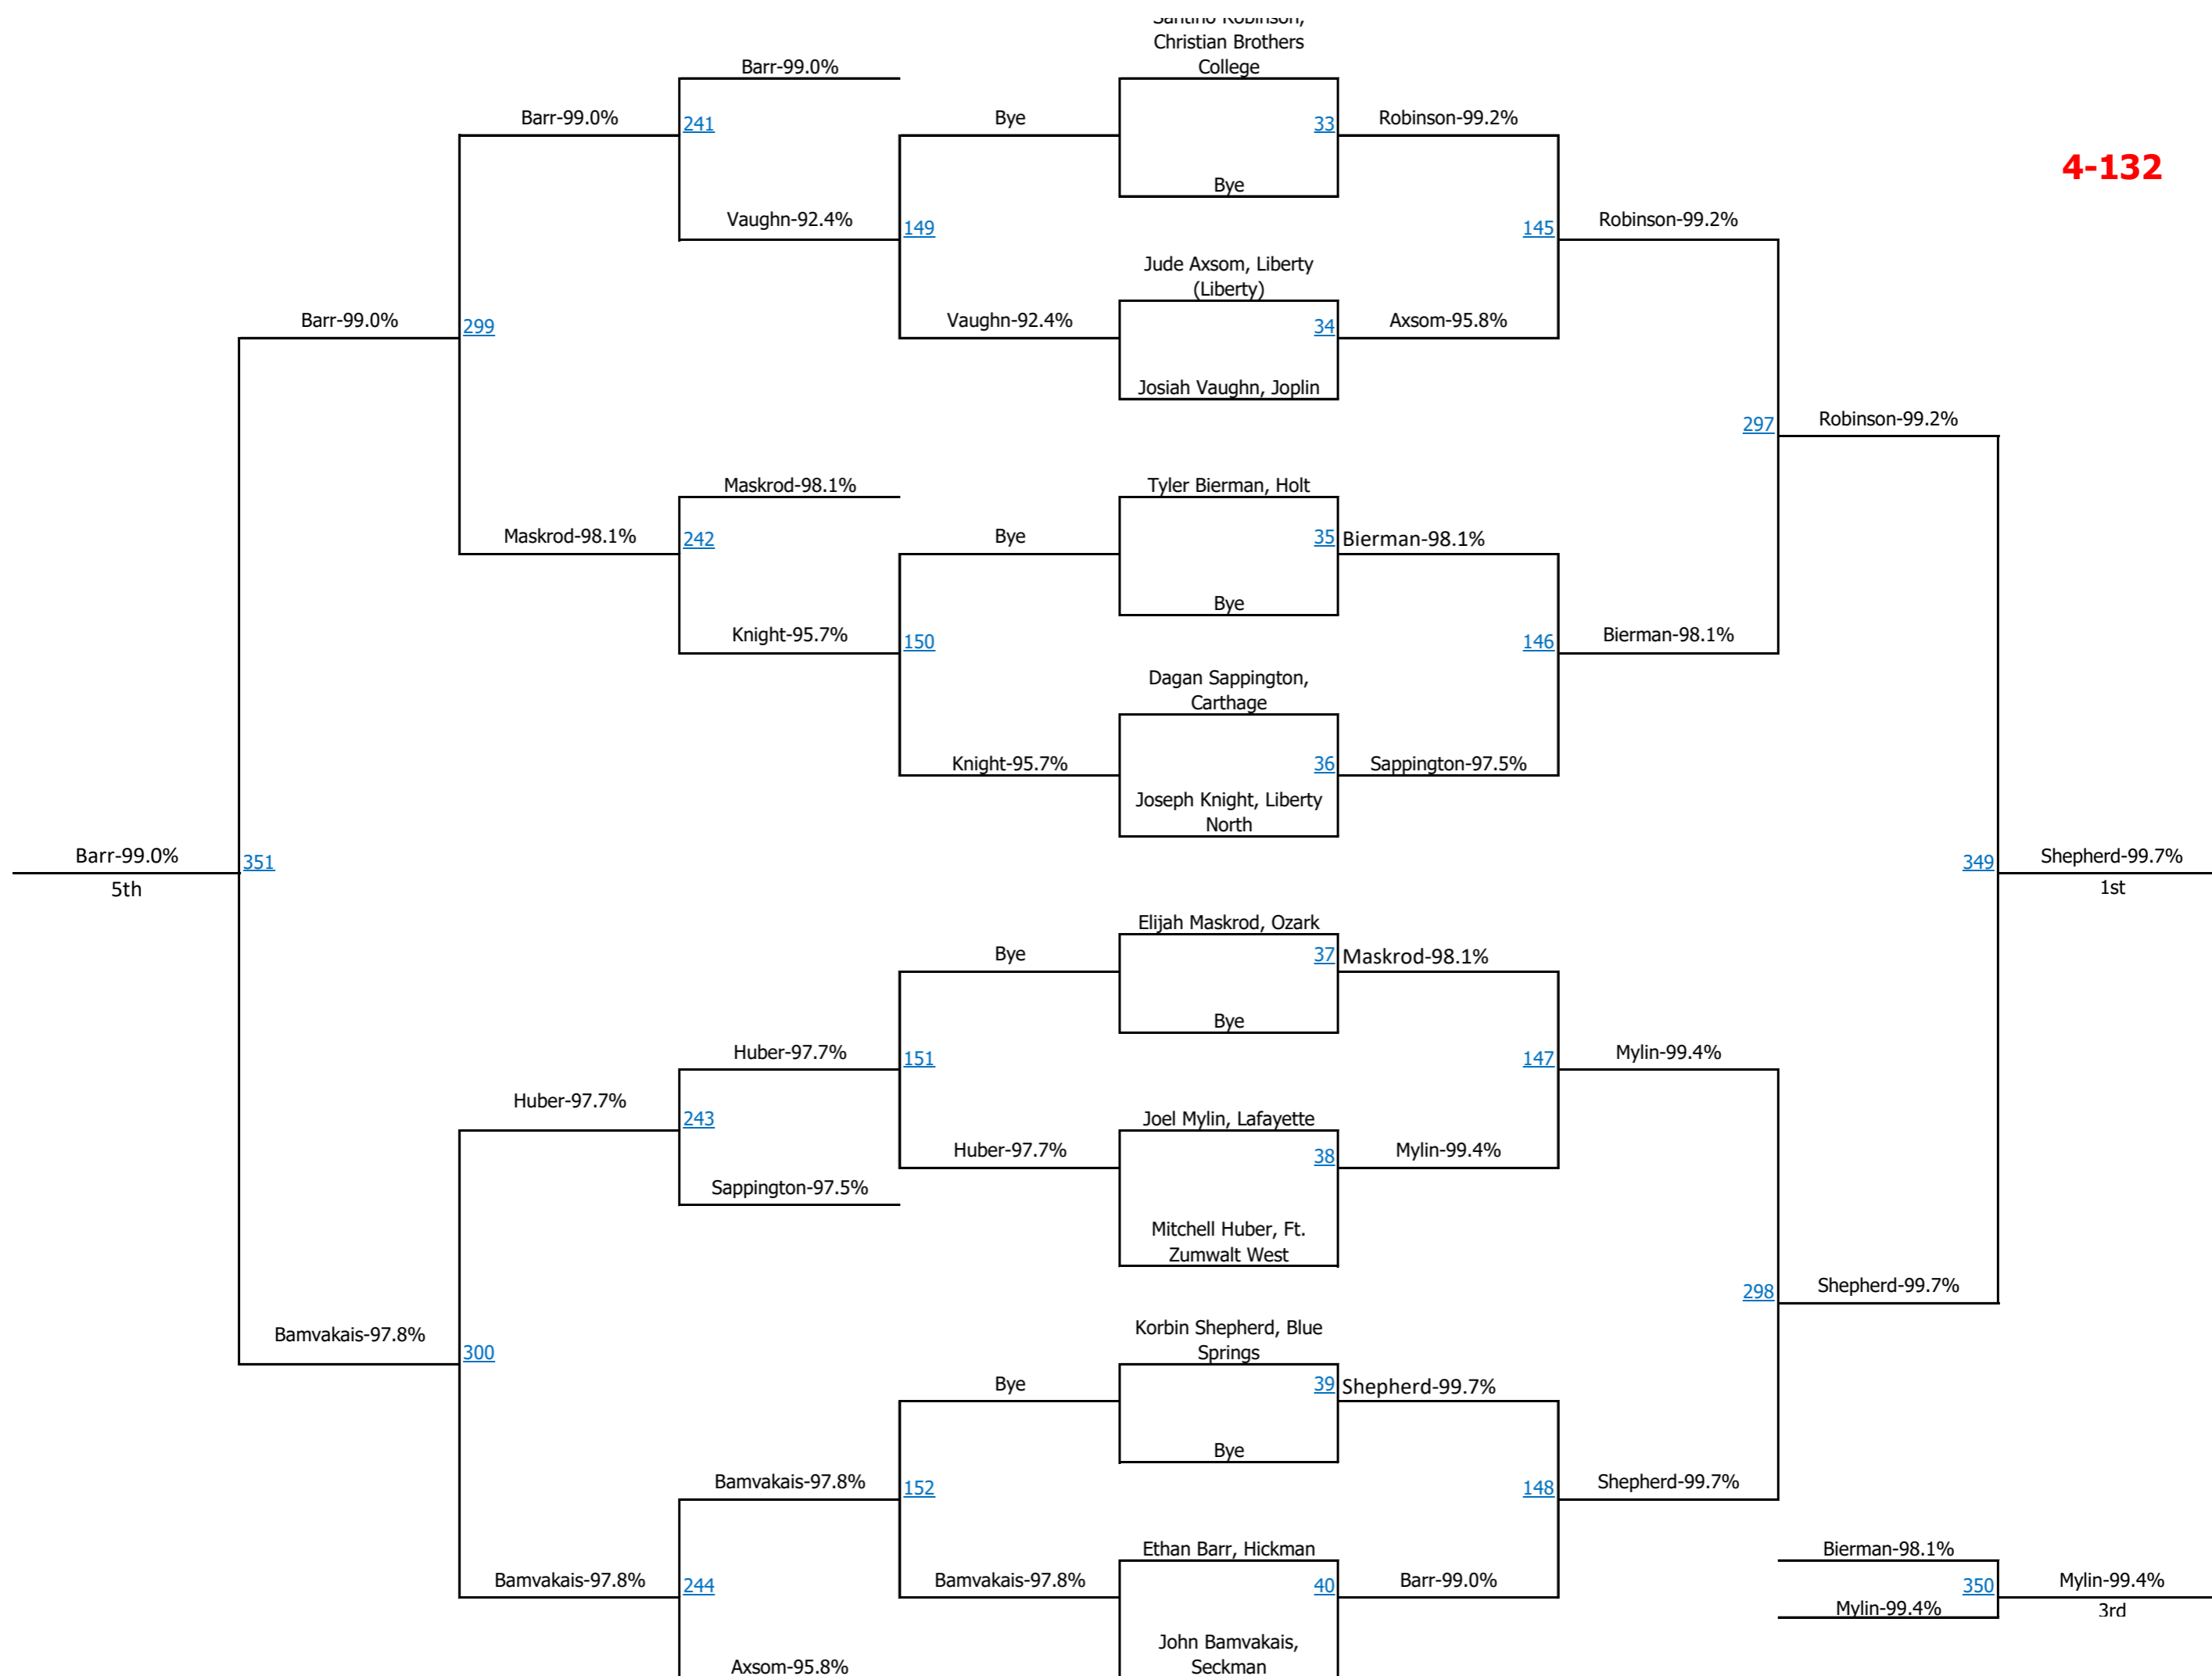 Santino Robinson,
Christian Brothers
College
Barr-99.0%
Barr-99.0%
241
Bye
33
Robinson-99.2%
4-132
Bye
Vaughn-92.4%
149
145
Robinson-99.2%
Jude Axsom, Liberty
(Liberty)
Barr-99.0%
299
Vaughn-92.4%
34
Axsom-95.8%
Josiah Vaughn, Joplin
297
Robinson-99.2%
Maskrod-98.1%
Tyler Bierman, Holt
Maskrod-98.1%
242
Bye
35
Bierman-98.1%
Bye
Knight-95.7%
150
146
Bierman-98.1%
Dagan Sappington,
Carthage
Knight-95.7%
36
Sappington-97.5%
Joseph Knight, Liberty
North
Barr-99.0%
5th
351
349
Shepherd-99.7%
1st
Elijah Maskrod, Ozark
Bye
37
Maskrod-98.1%
Bye
Huber-97.7%
151
147
Mylin-99.4%
Huber-97.7%
243
Joel Mylin, Lafayette
Huber-97.7%
38
Mylin-99.4%
Sappington-97.5%
Mitchell Huber, Ft.
Zumwalt West
298
Shepherd-99.7%
Bamvakais-97.8%
300
Korbin Shepherd, Blue
Springs
Bye
39
Shepherd-99.7%
Bye
Bamvakais-97.8%
152
148
Shepherd-99.7%
Ethan Barr, Hickman
Bierman-98.1%
Bamvakais-97.8%
244
Bamvakais-97.8%
40
Barr-99.0%
350
Mylin-99.4%
Mylin-99.4%
3rd
John Bamvakais,
Seckman
Axsom-95.8%